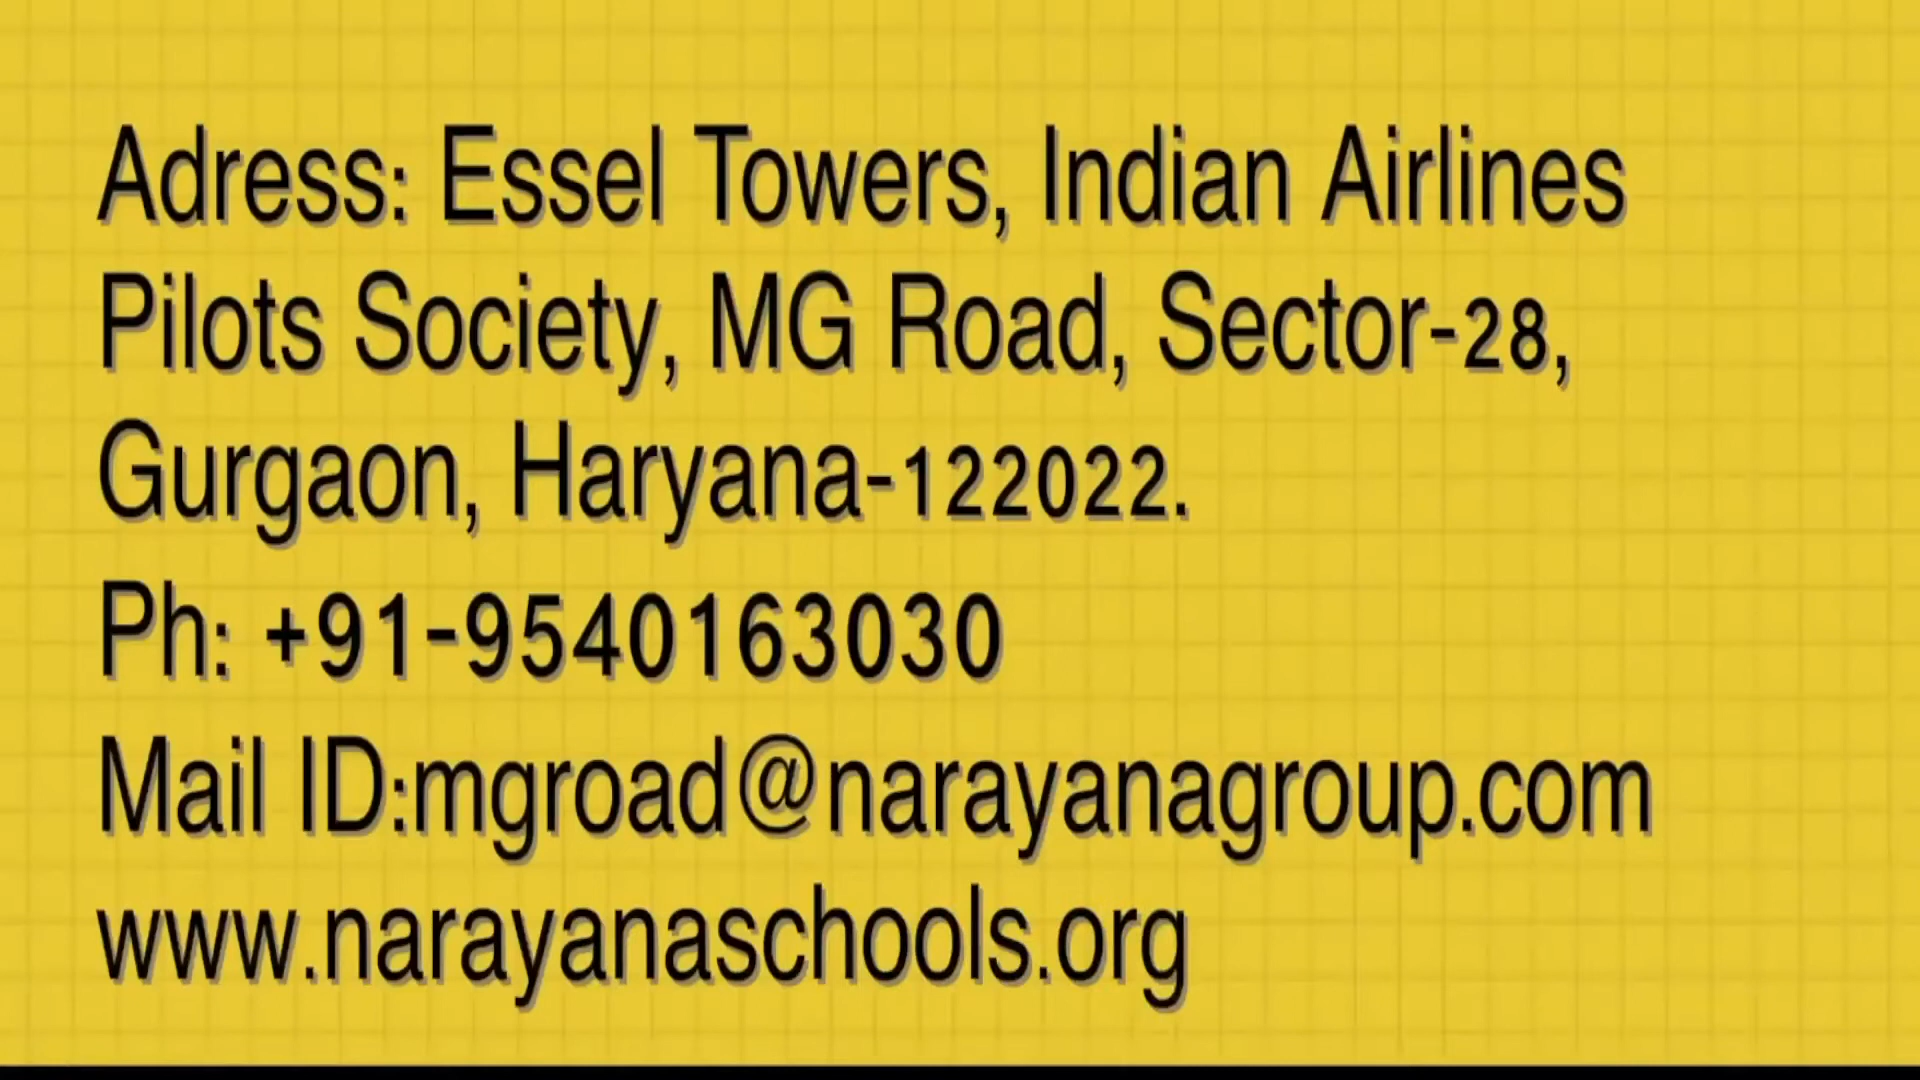 Adress: Essel Towers, Indian Airlines
Pilots Society, MG Road, Sector-28,
Gurgaon, Haryana-122022.
Ph: +91-9540163030
Mail ID:mgroad@narayanagroup.com
www.narayanaschools.org